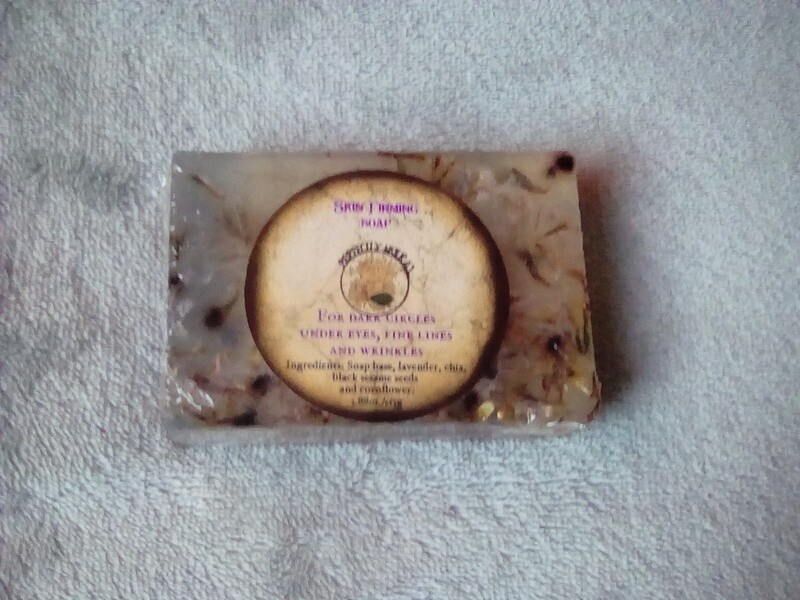 Skin Firming
Soap
For dark circles
under eyes, fine lines
and wrinkles
Ingredients: Soap base, lavender, chia,
black sesame seeds
and cornflower.